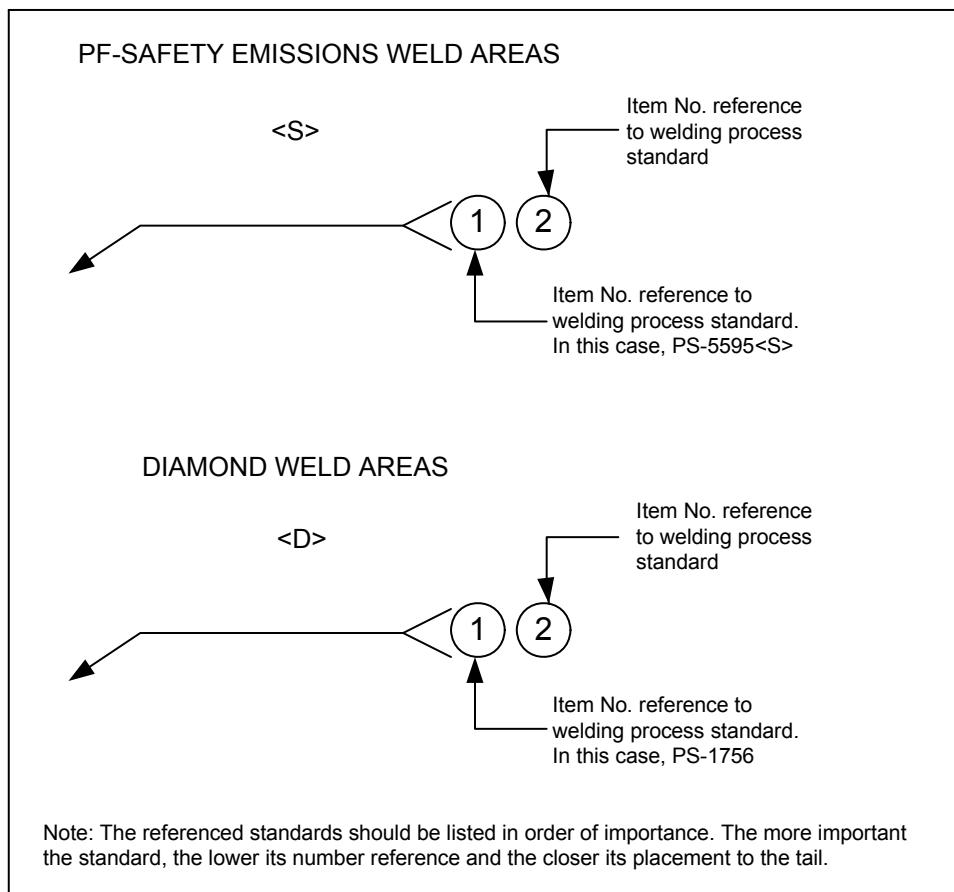 PF-SAFETY EMISSIONS WELD AREAS
<S>
Item No. reference
to welding process
standard
1 2
Item No. reference to
welding process standard.
In this case, PS-5595<S>
DIAMOND WELD AREAS
<D>
Item No. reference
to welding process
standard
1 2
Item No. reference to
welding process standard.
In this case, PS-1756
Note: The referenced standards should be listed in order of importance. The more important
the standard, the lower its number reference and the closer its placement to the tail.